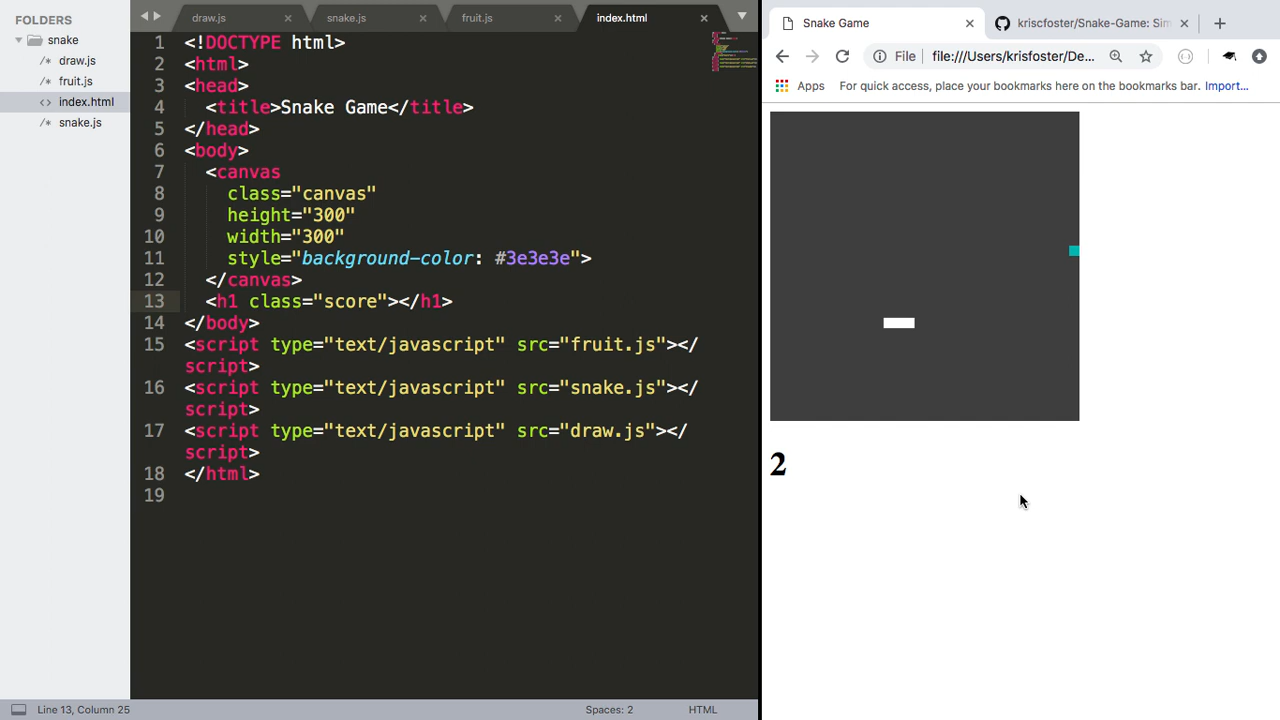 FOLDERS
snake
draw.js
fruit.js
index.html
snake.js
draw.js
snake.js
fruit.js
index.html
1 <!DOCTYPE html>
2 <html>
3 <head>
4 <title>Snake Game</title>
5 </head>
6 <body>
7 <canvas
8 class="canvas"
9 height="300"
10 width="300"
11 style="background-color: #3e3e3e">
12 </canvas>
13 <h1 class="score"></h1>
14 </body>
15 <script type="text/javascript" src="fruit.js"></
script>
16 <script type="text/javascript" src="snake.js"></
script>
17 <script type="text/javascript" src="draw.js"></
script>
18 </html>
19
Line 13, Column 25
Spaces: 2
HTML
Snake Game
kriscfoster/Snake-Game: Sim
File
file:///Users/krisfoster/De...
Apps
For quick access, place your bookmarks here on the bookmarks bar. Import...
2